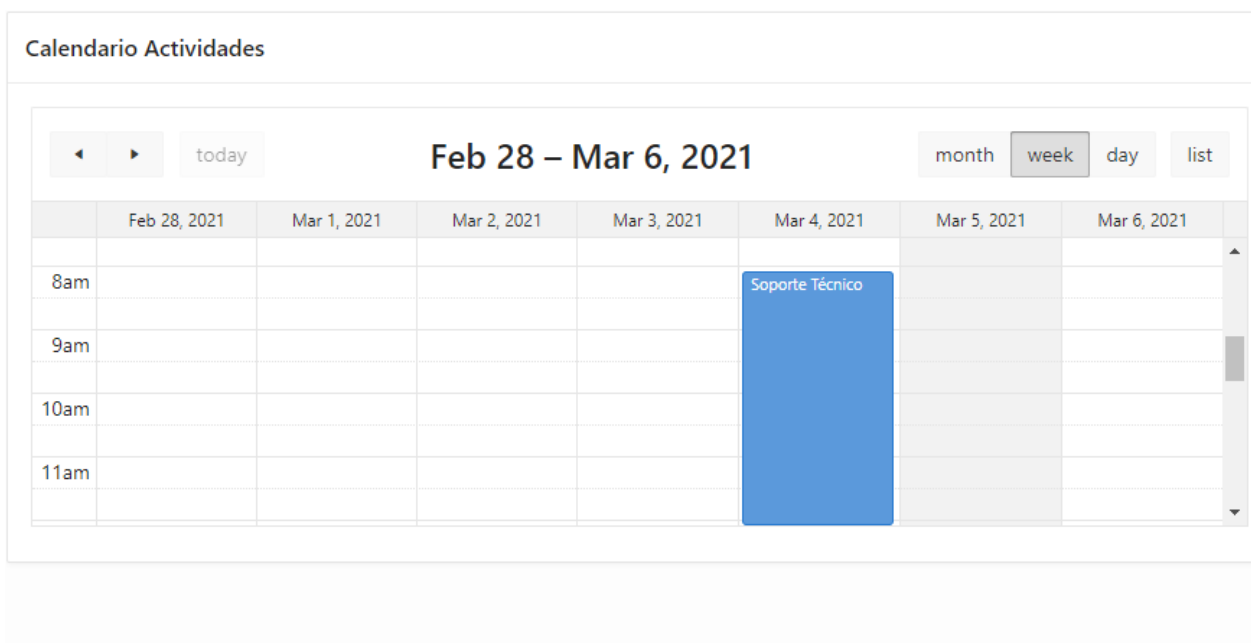 Calendario Actividades
today
Feb 28 – Mar 6, 2021
month week day list
Feb 28, 2021 Mar 1, 2021 Mar 2, 2021 Mar 3, 2021 Mar 4, 2021 Mar 5, 2021 Mar 6, 2021
8am
Soporte Técnico
9am
10am
11am